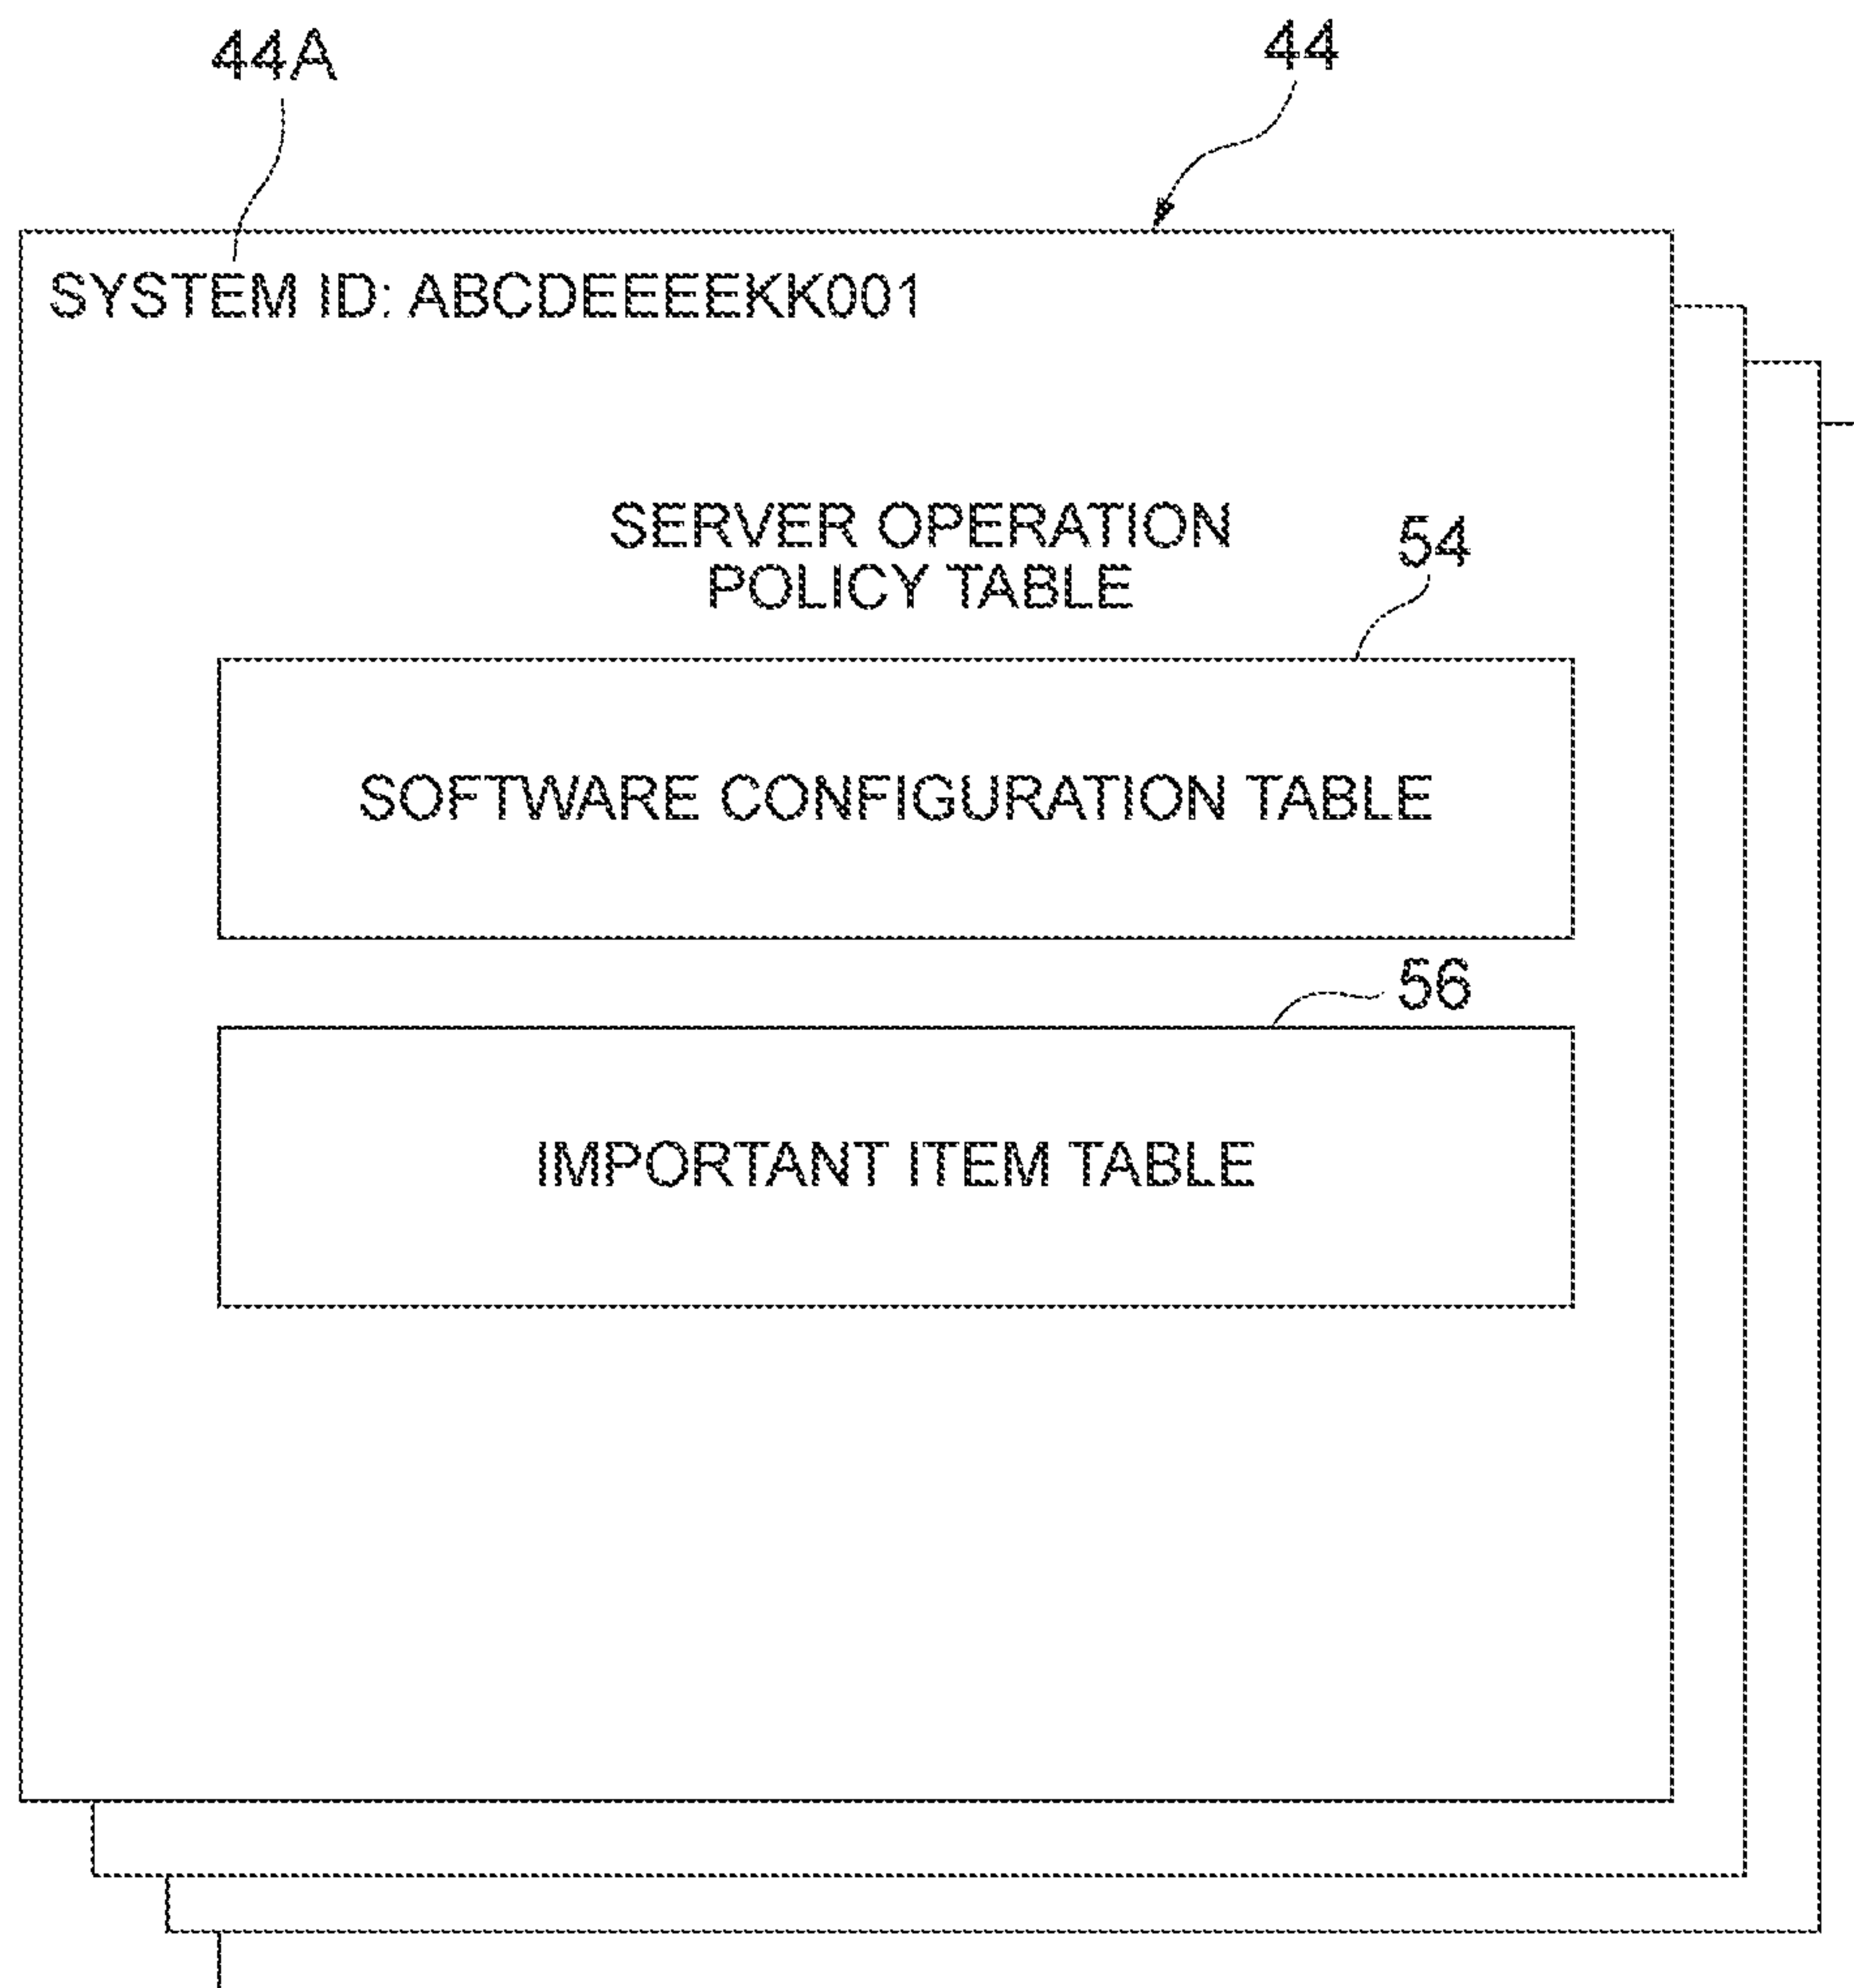 44A
44
SYSTEM ID: ABCDEEEEKK001
SERVER OPERATION
POLICY TABLE
54
SOFTWARE CONFIGURATION TABLE
56
IMPORTANT ITEM TABLE